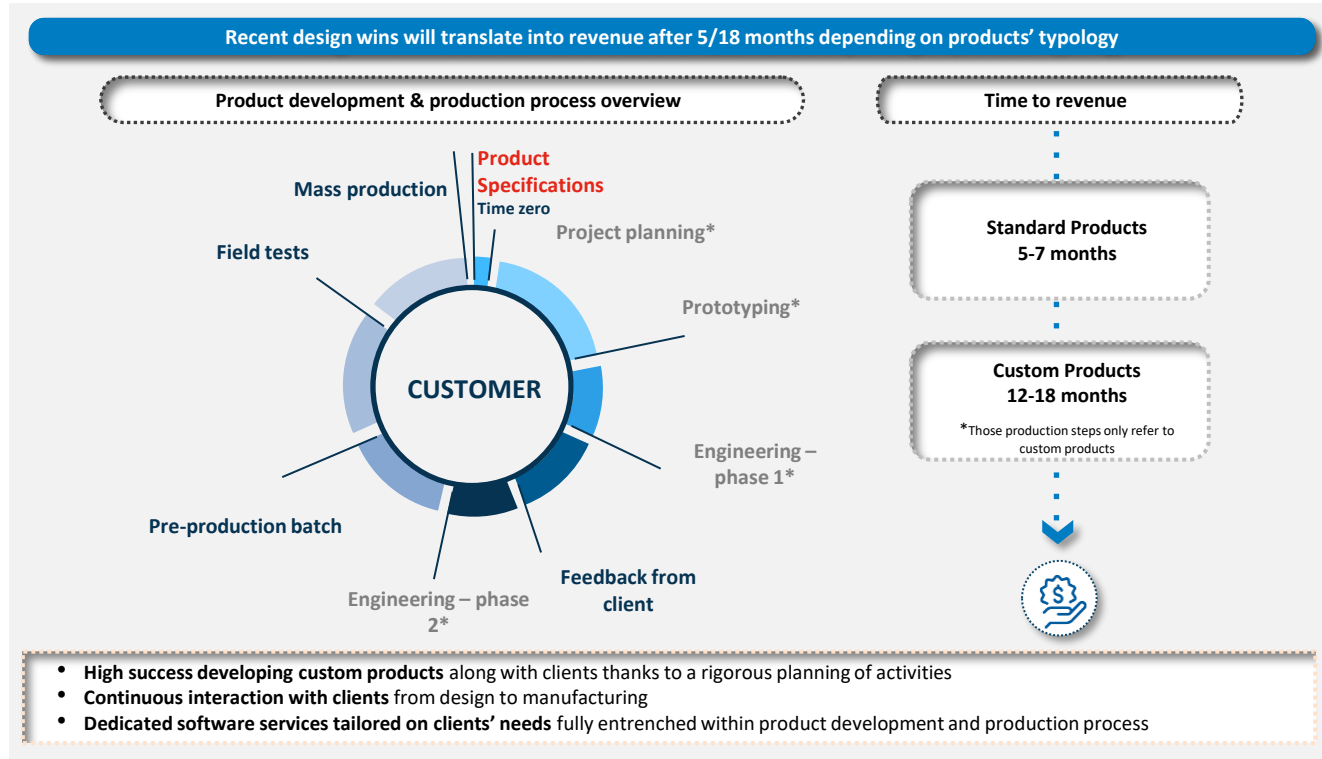 Recent design wins will translate into revenue after 5/18 months depending on products’ typology
Product development & production process overview
Product
Specifications
Time zero
Project planning*
Prototyping*
Engineering –
phase 1*
Feedback from
client
Engineering – phase
2*
Pre-production batch
Field tests
Mass production
CUSTOMER
Time to revenue
Standard Products
5-7 months
Custom Products
12-18 months
*Those production steps only refer to
custom products
$
• High success developing custom products along with clients thanks to a rigorous planning of activities
• Continuous interaction with clients from design to manufacturing
• Dedicated software services tailored on clients’ needs fully entrenched within product development and production process